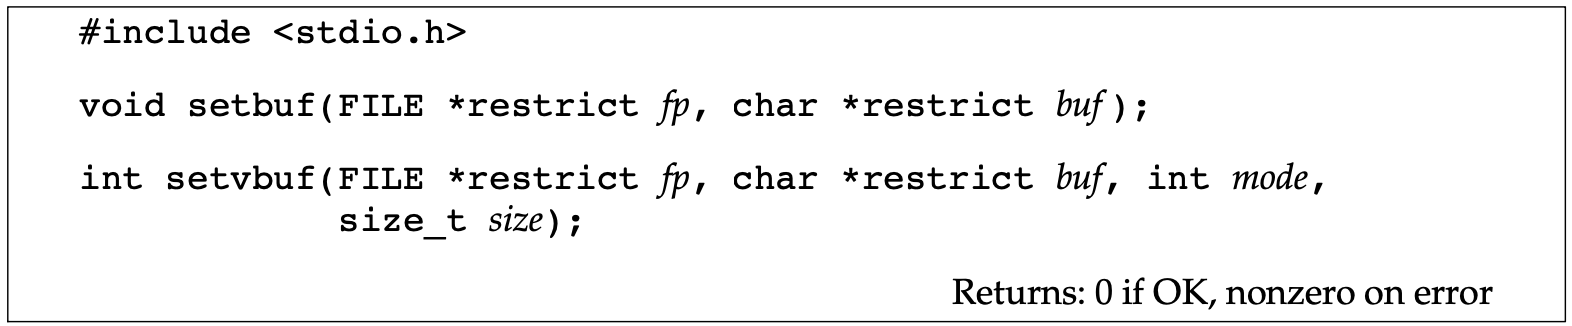 #include <stdio.h>
void setbuf(FILE *restrict fp, char *restrict buf);
int setvbuf(FILE *restrict fp, char *restrict buf, int mode,
size_t size);
Returns: 0 if OK, nonzero on error